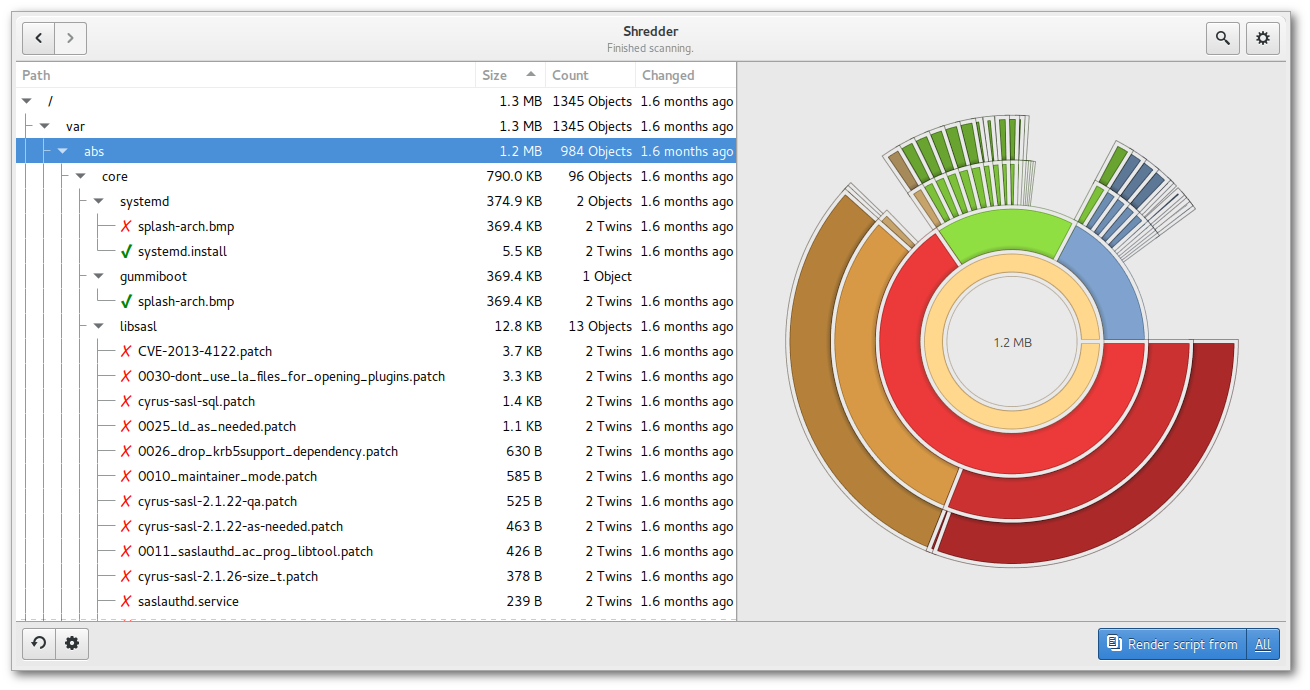 Shredder
Finished scanning.
Path Size Count Changed
/ 1.3 MB 1345 Objects 1.6 months ago
var 1.3 MB 1345 Objects 1.6 months ago
abs 1.2 MB 984 Objects 1.6 months ago
core 790.0 KB 96 Objects 1.6 months ago
systemd 374.9 KB 2 Objects 1.6 months ago
✗ splash-arch.bmp 369.4 KB 2 Twins 1.6 months ago
✓ systemd.install 5.5 KB 2 Twins 1.6 months ago
gummiboot 369.4 KB 1 Object
✓ splash-arch.bmp 369.4 KB 2 Twins 1.6 months ago
libsasl 12.8 KB 13 Objects 1.6 months ago
✗ CVE-2013-4122.patch 3.7 KB 2 Twins 1.6 months ago
✗ 0030-dont_use_la_files_for_opening_plugins.patch 3.3 KB 2 Twins 1.6 months ago
✗ cyrus-sasl-sql.patch 1.4 KB 2 Twins 1.6 months ago
✗ 0025_ld_as_needed.patch 1.1 KB 2 Twins 1.6 months ago
✗ 0026_drop_krb5support_dependency.patch 630 B 2 Twins 1.6 months ago
✗ 0010_maintainer_mode.patch 585 B 2 Twins 1.6 months ago
✗ cyrus-sasl-2.1.22-qa.patch 525 B 2 Twins 1.6 months ago
✗ cyrus-sasl-2.1.22-as-needed.patch 463 B 2 Twins 1.6 months ago
✗ 0011_saslauthd_ac_prog_libtool.patch 426 B 2 Twins 1.6 months ago
✗ cyrus-sasl-2.1.26-size_t.patch 378 B 2 Twins 1.6 months ago
✗ saslauthd.service 239 B 2 Twins 1.6 months ago
1.2 MB
Render script from All